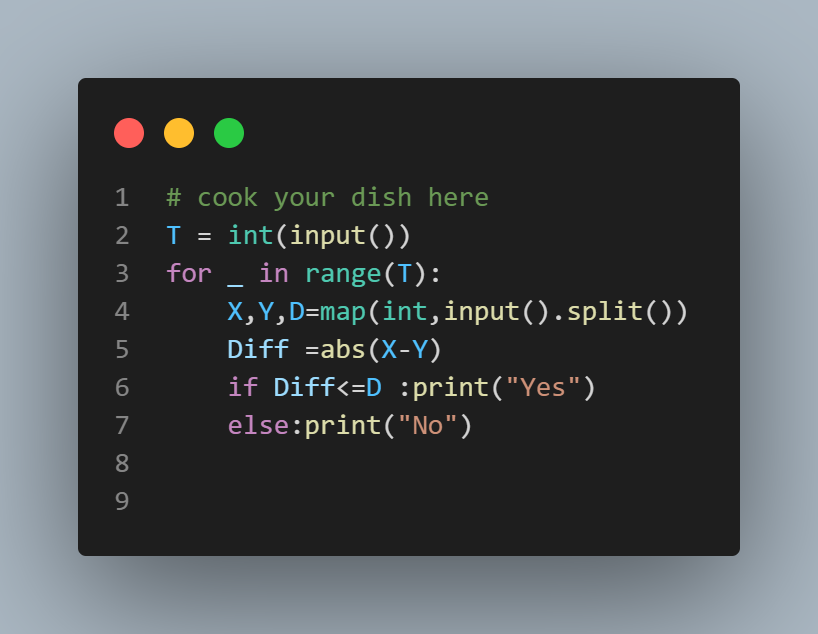 1 # cook your dish here
2 T = int(input())
3 for _ in range(T):
4     X,Y,D=map(int,input().split())
5     Diff =abs(X-Y)
6     if Diff<=D :print("Yes")
7     else:print("No")
8
9